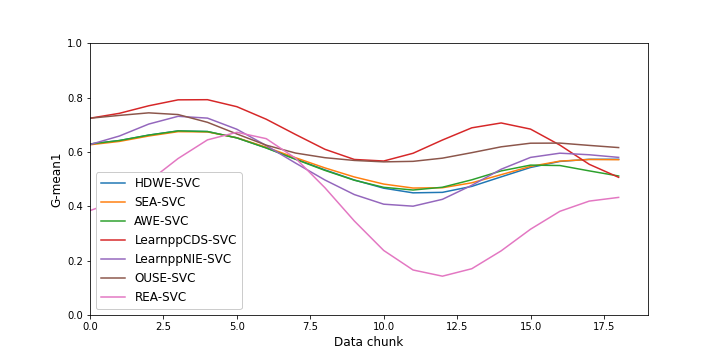 1.0
0.8
0.6
0.4
0.2
0.0
G-mean1
HDWE-SVC
SEA-SVC
AWE-SVC
LearnppCDS-SVC
LearnppNIE-SVC
OUSE-SVC
REA-SVC
0.0 2.5 5.0 7.5 10.0 12.5 15.0 17.5
Data chunk